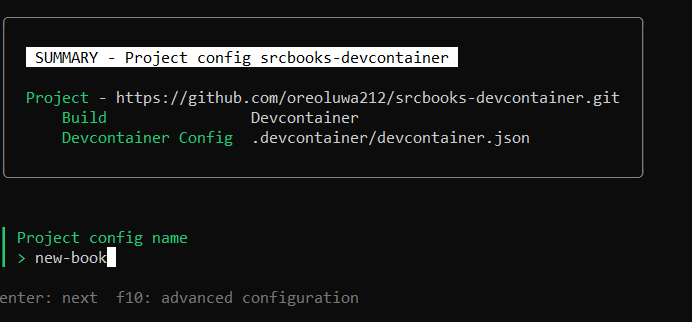 SUMMARY - Project config srcbooks-devcontainer
Project - https://github.com/oreoluwa212/srcbooks-devcontainer.git
Build Devcontainer
Devcontainer Config .devcontainer/devcontainer.json
Project config name
> new-book
enter: next f10: advanced configuration